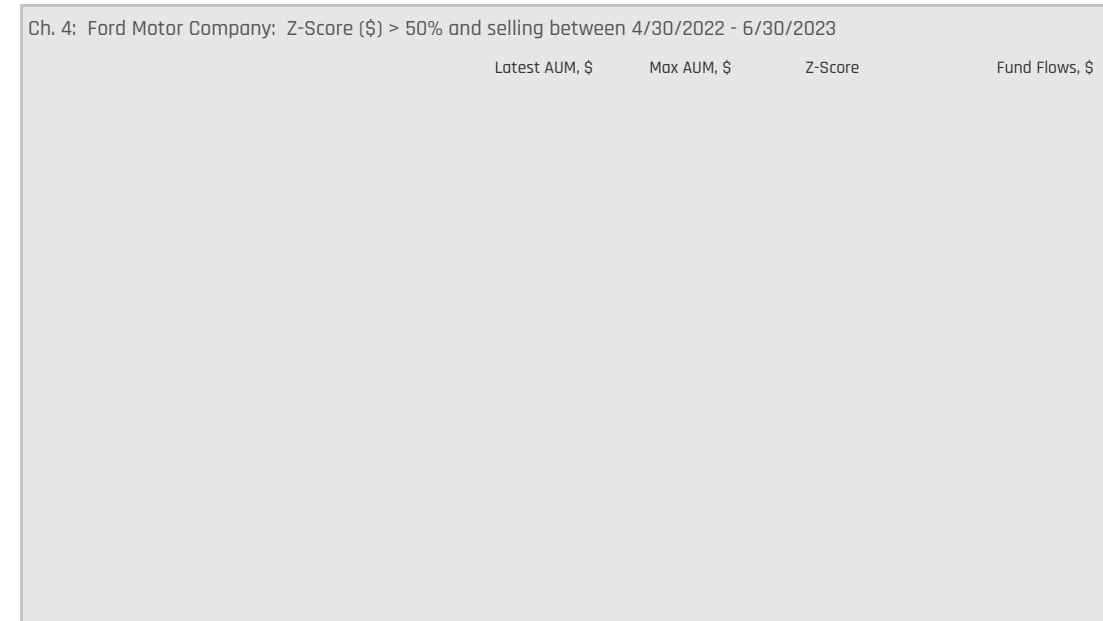 Ch. 4: Ford Motor Company: Z-Score ($) > 50% and selling between 4/30/2022 - 6/30/2023
Latest AUM, $ Max AUM, $ Z-Score Fund Flows, $